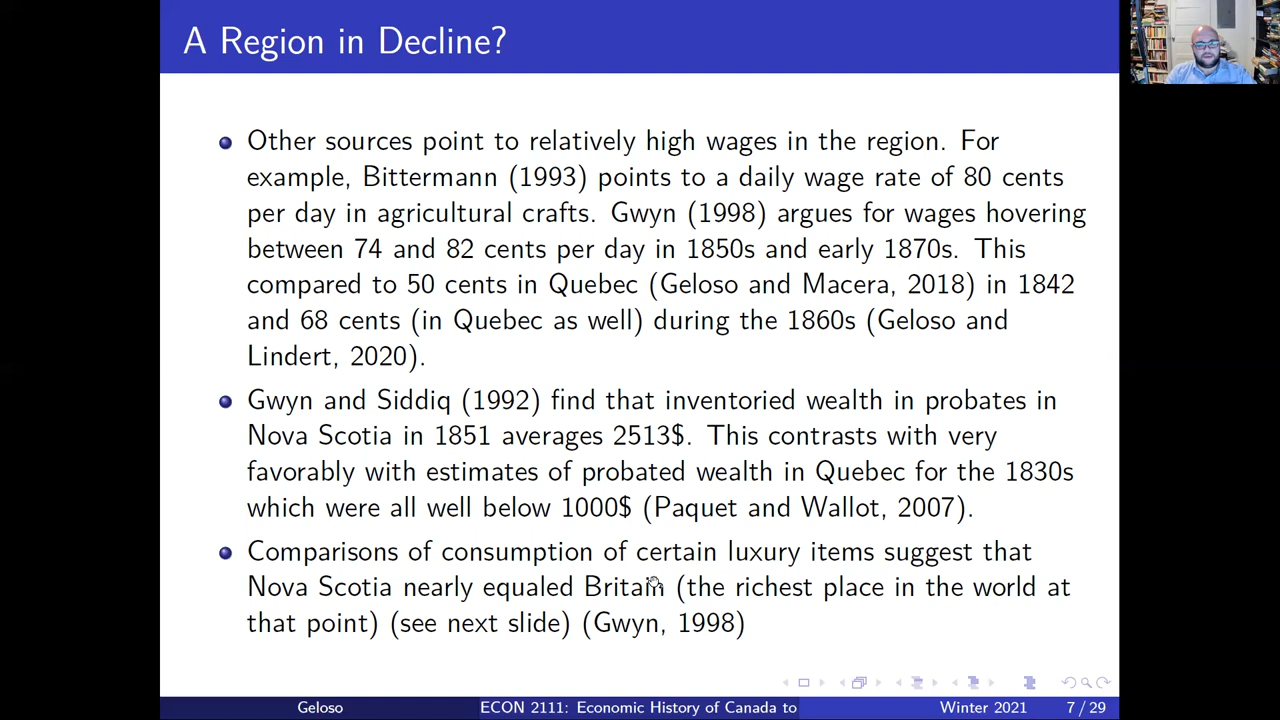 A Region in Decline?
Other sources point to relatively high wages in the region. For
example, Bittermann (1993) points to a daily wage rate of 80 cents
per day in agricultural crafts. Gwyn (1998) argues for wages hovering
between 74 and 82 cents per day in 1850s and early 1870s. This
compared to 50 cents in Quebec (Geloso and Macera, 2018) in 1842
and 68 cents (in Quebec as well) during the 1860s (Geloso and
Lindert, 2020).
Gwyn and Siddiq (1992) find that inventoried wealth in probates in
Nova Scotia in 1851 averages 2513$. This contrasts with very
favorably with estimates of probated wealth in Quebec for the 1830s
which were all well below 1000$ (Paquet and Wallot, 2007).
Comparisons of consumption of certain luxury items suggest that
Nova Scotia nearly equaled Britain (the richest place in the world at
that point) (see next slide) (Gwyn, 1998)
Geloso ECON 2111: Economic History of Canada to Winter 2021 7 / 29